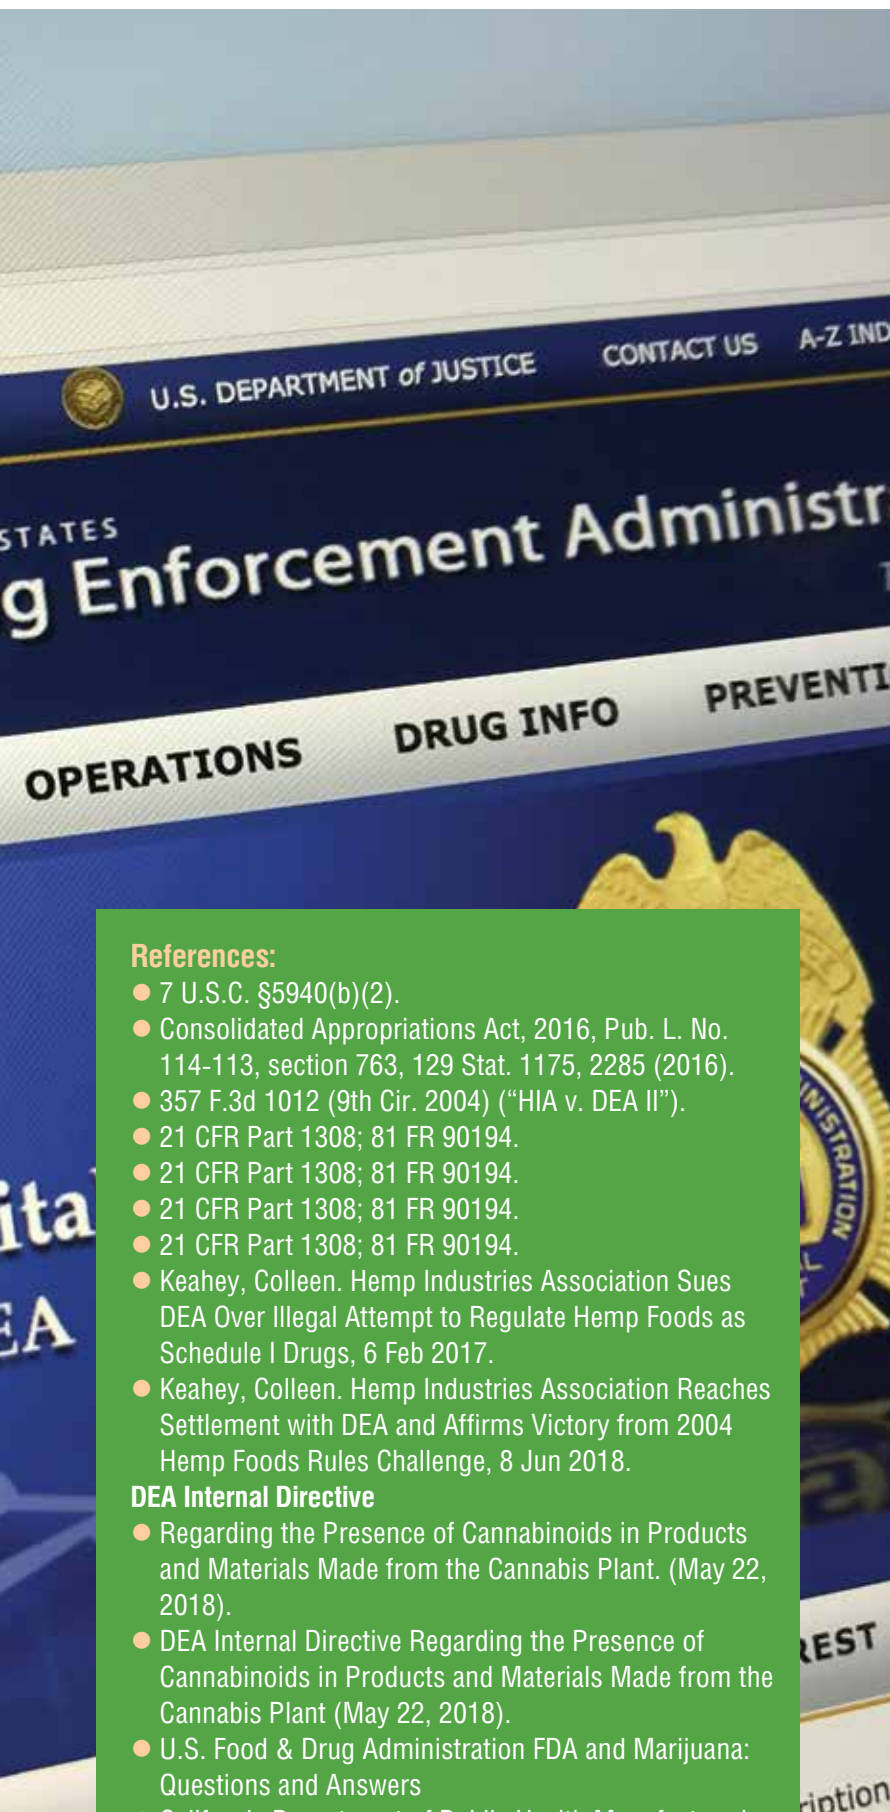 U.S. DEPARTMENT of JUSTICE CONTACT US A-Z IND
STATES
g Enforcement Administr
T
OPERATIONS DRUG INFO PREVENTI
ita
EA
NISTRATION
REST
ription
References:
● 7 U.S.C. §5940(b)(2).
● Consolidated Appropriations Act, 2016, Pub. L. No.
114-113, section 763, 129 Stat. 1175, 2285 (2016).
● 357 F.3d 1012 (9th Cir. 2004) (“HIA v. DEA II”).
● 21 CFR Part 1308; 81 FR 90194.
● 21 CFR Part 1308; 81 FR 90194.
● 21 CFR Part 1308; 81 FR 90194.
● 21 CFR Part 1308; 81 FR 90194.
● Keahey, Colleen. Hemp Industries Association Sues
DEA Over Illegal Attempt to Regulate Hemp Foods as
Schedule I Drugs, 6 Feb 2017.
● Keahey, Colleen. Hemp Industries Association Reaches
Settlement with DEA and Affirms Victory from 2004
Hemp Foods Rules Challenge, 8 Jun 2018.
DEA Internal Directive
● Regarding the Presence of Cannabinoids in Products
and Materials Made from the Cannabis Plant. (May 22,
2018).
● DEA Internal Directive Regarding the Presence of
Cannabinoids in Products and Materials Made from the
Cannabis Plant (May 22, 2018).
● U.S. Food & Drug Administration FDA and Marijuana:
Questions and Answers